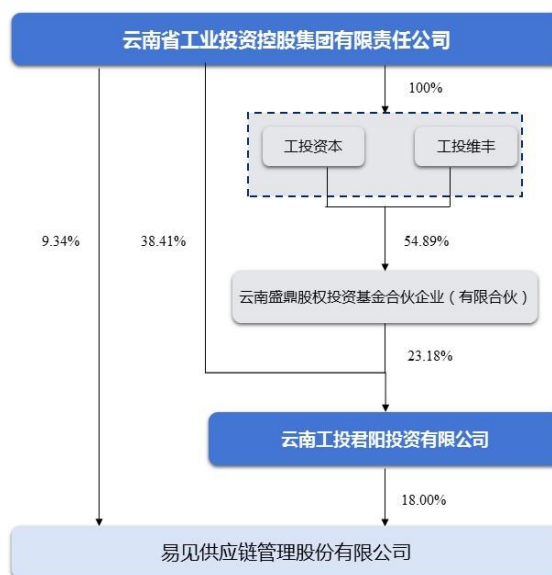 云南省工业投资控股集团有限责任公司
100%
工投资本
工投维丰
9.34%
38.41%
54.89%
云南盛鼎股权投资基金合伙企业（有限合伙）
23.18%
云南工投君阳投资有限公司
18.00%
易见供应链管理股份有限公司